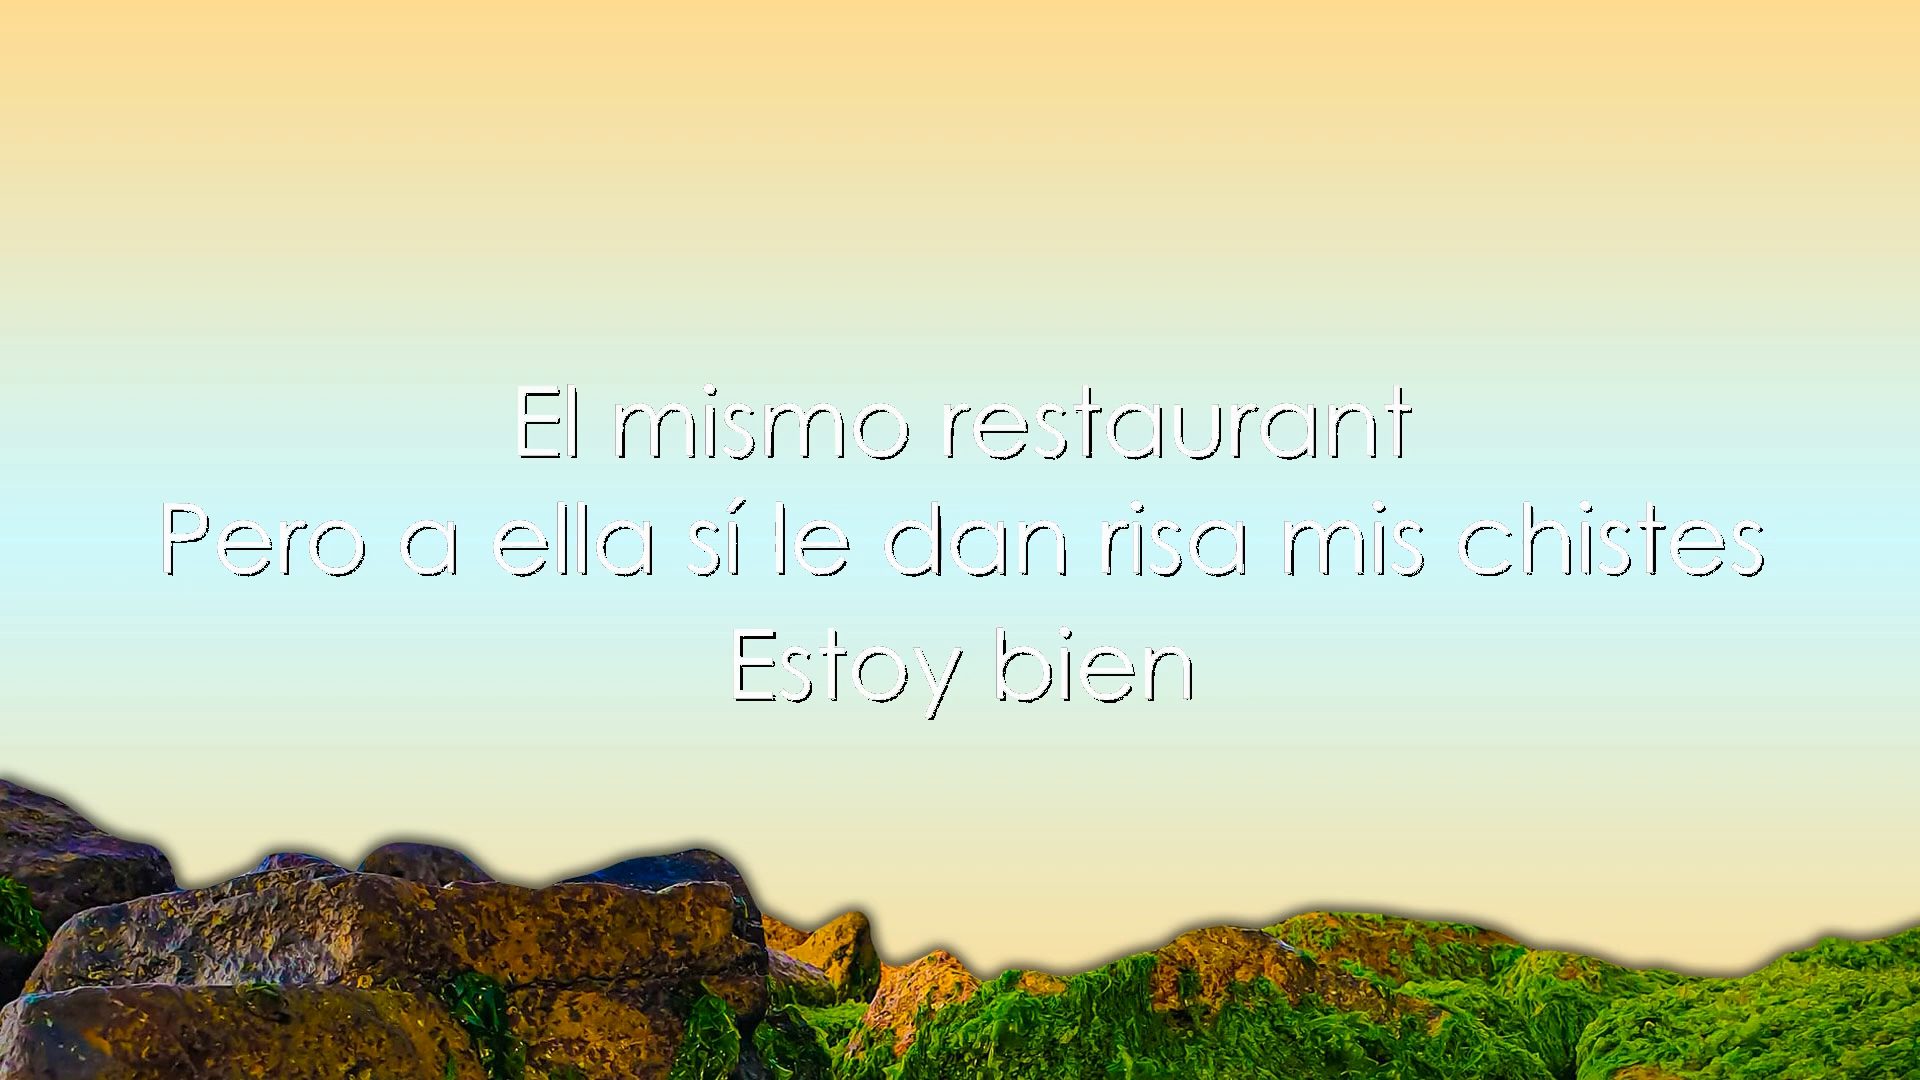 El mismo restaurant
Pero a ella sí le dan risa mis chistes
Estoy bien